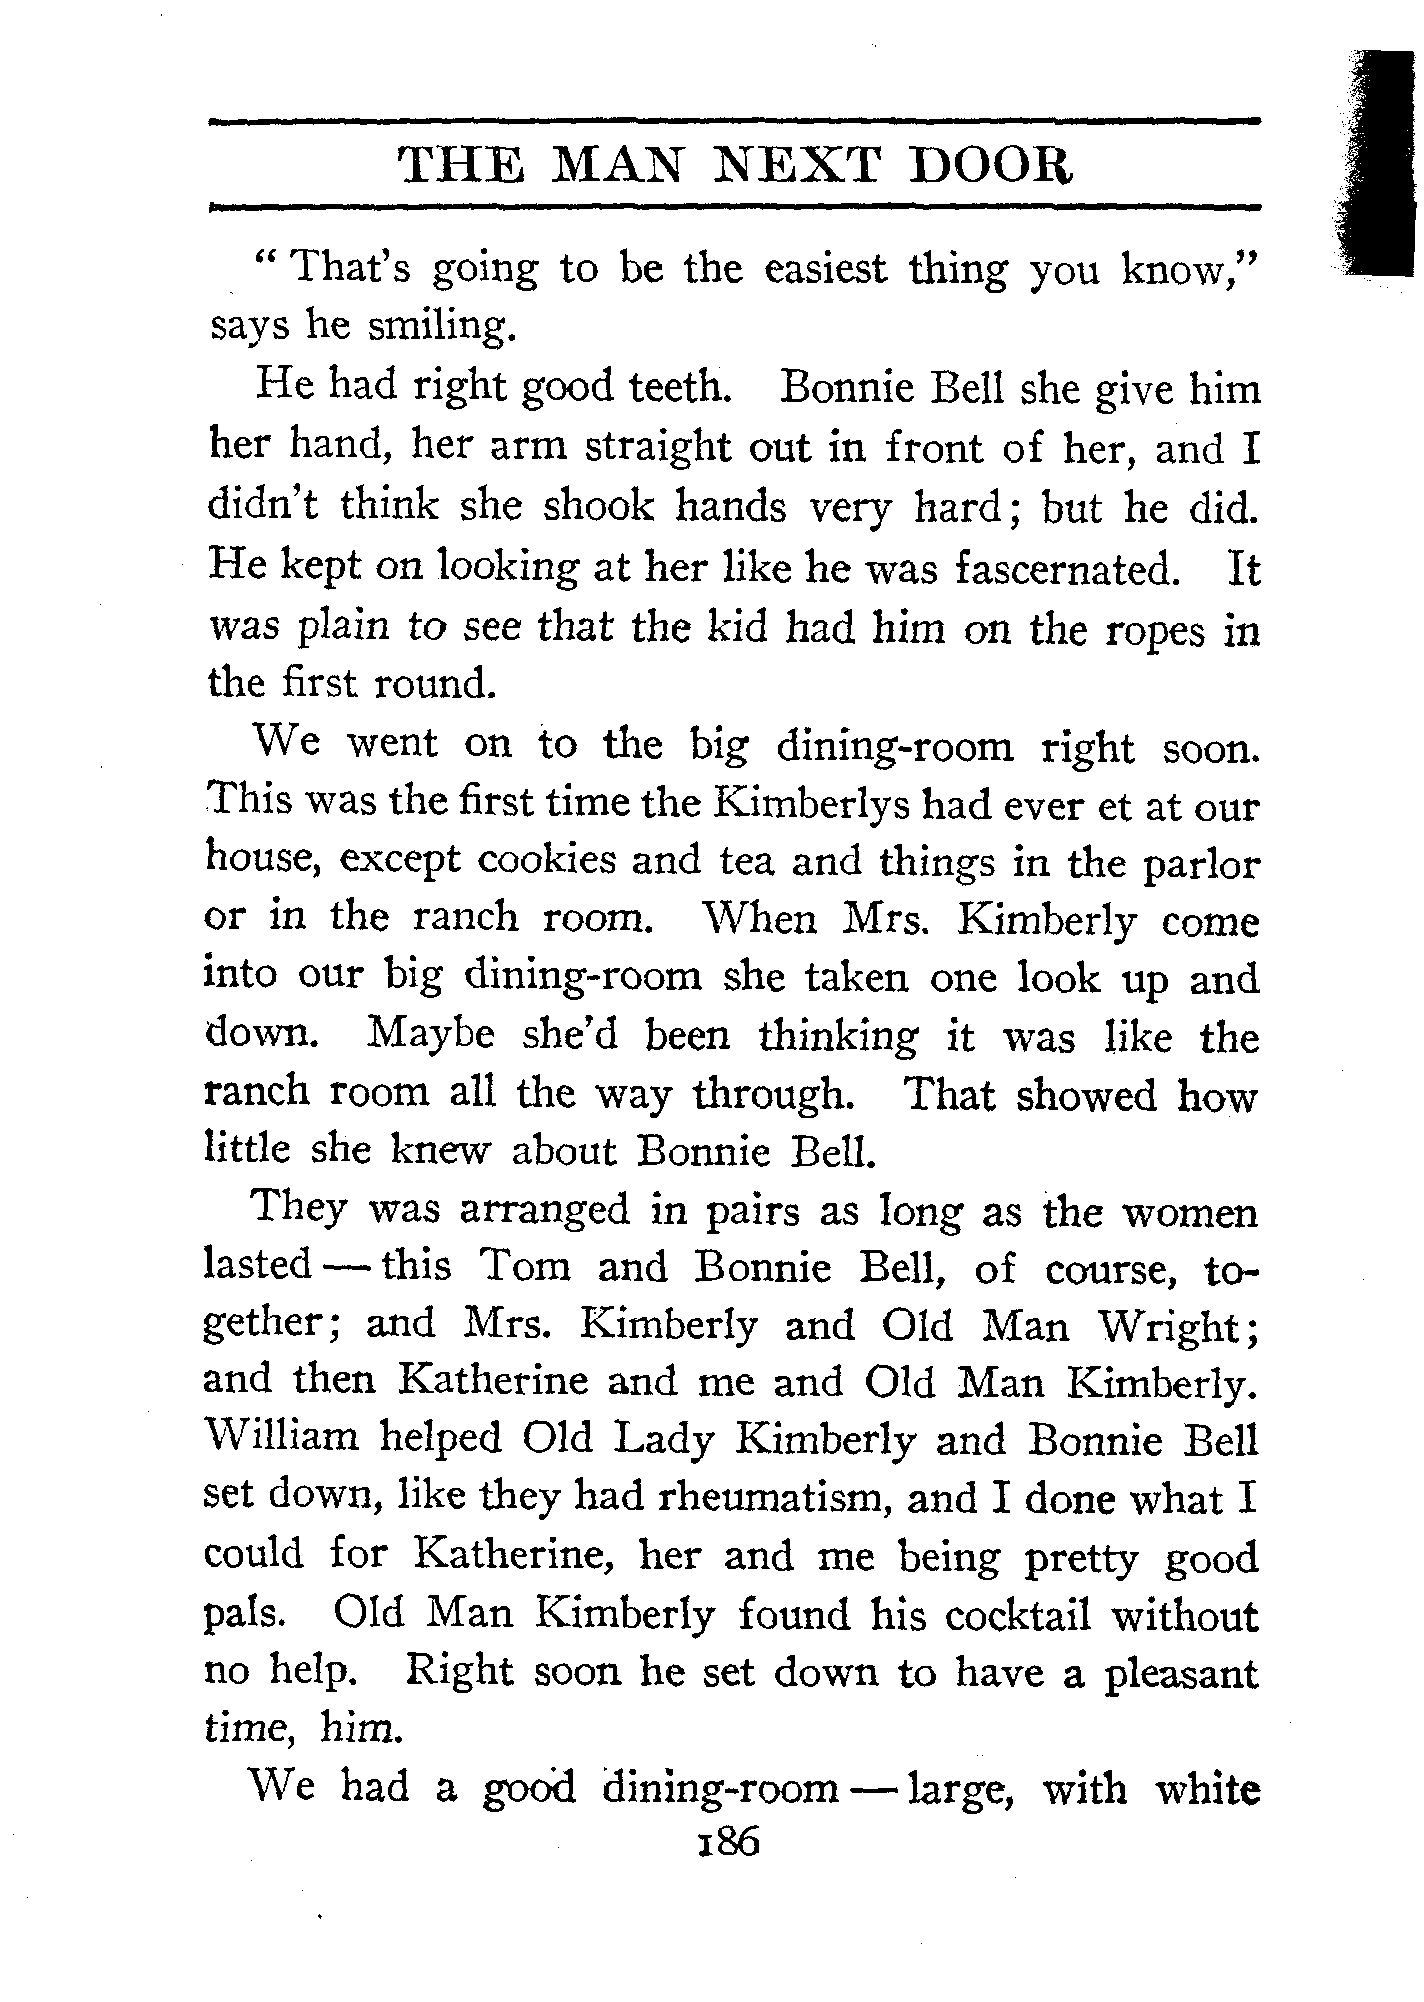 THE MAN NEXT DOOR
"That's going to be the easiest thing you know,"
says he smiling.
He had right good teeth. Bonnie Bell she give him
her hand, her arm straight out in front of her, and I
didn't think she shook hands very hard; but he did.
He kept on looking at her like he was fascernated. It
was plain to see that the kid had him on the ropes in
the first round.
We went on to the big dining-room right soon.
This was the first time the Kimberlys had ever et at our
house, except cookies and tea and things in the parlor
or in the ranch room. When Mrs. Kimberly come
into our big dining-room she taken one look up and
down. Maybe she'd been thinking it was like the
ranch room all the way through. That showed how
little she knew about Bonnie Bell.
They was arranged in pairs as long as the women
lasted — this Tom and Bonnie Bell, of course, to-
gether; and Mrs. Kimberly and Old Man Wright;
and then Katherine and me and Old Man Kimberly.
William helped Old Lady Kimberly and Bonnie Bell
set down, like they had rheumatism, and I done what I
could for Katherine, her and me being pretty good
pals. Old Man Kimberly found his cocktail without
no help. Right soon he set down to have a pleasant
time, him.
We had a good dining-room — large, with white
186